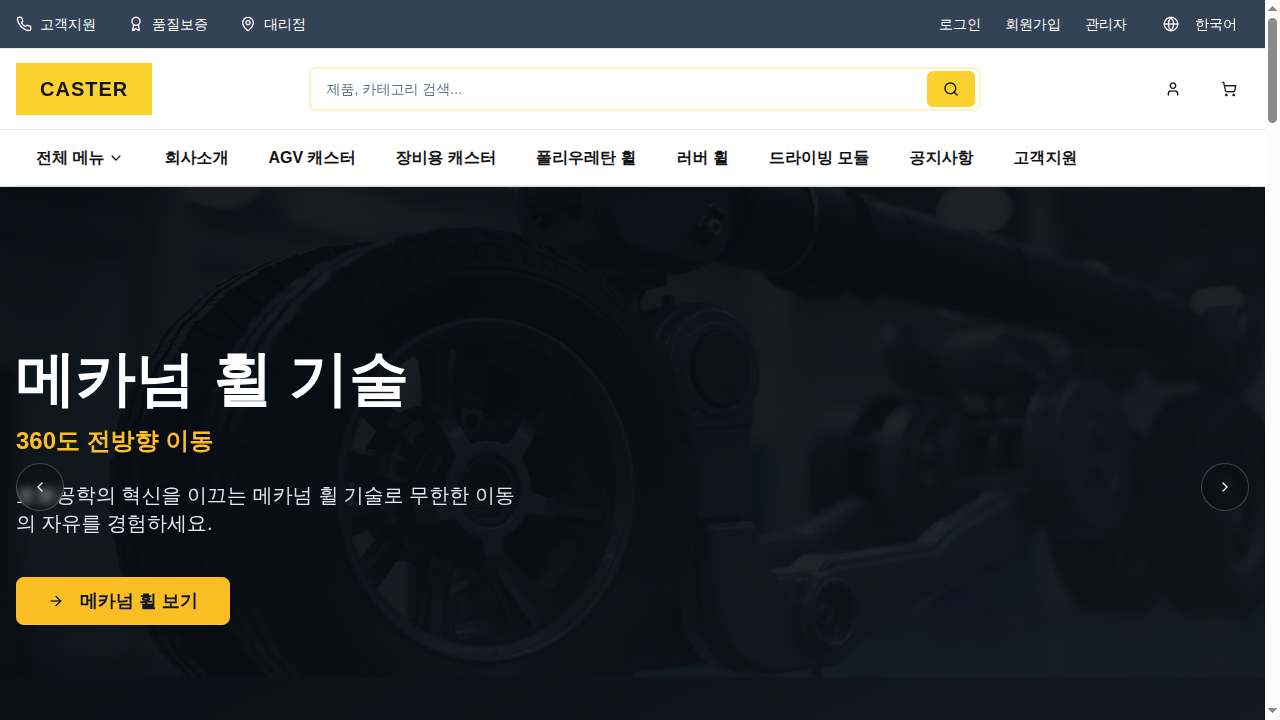 고객지원
품질보증
대리점
로그인
회원가입
관리자
한국어
CASTER
제품, 카테고리 검색...
전체 메뉴
회사소개
AGV 캐스터
장비용 캐스터
폴리우레탄 휠
러버 휠
드라이빙 모듈
공지사항
고객지원
메카넘 휠 기술
360도 전방향 이동
공학의 혁신을 이끄는 메카넘 휠 기술로 무한한 이동
의 자유를 경험하세요.
메카넘 휠 보기